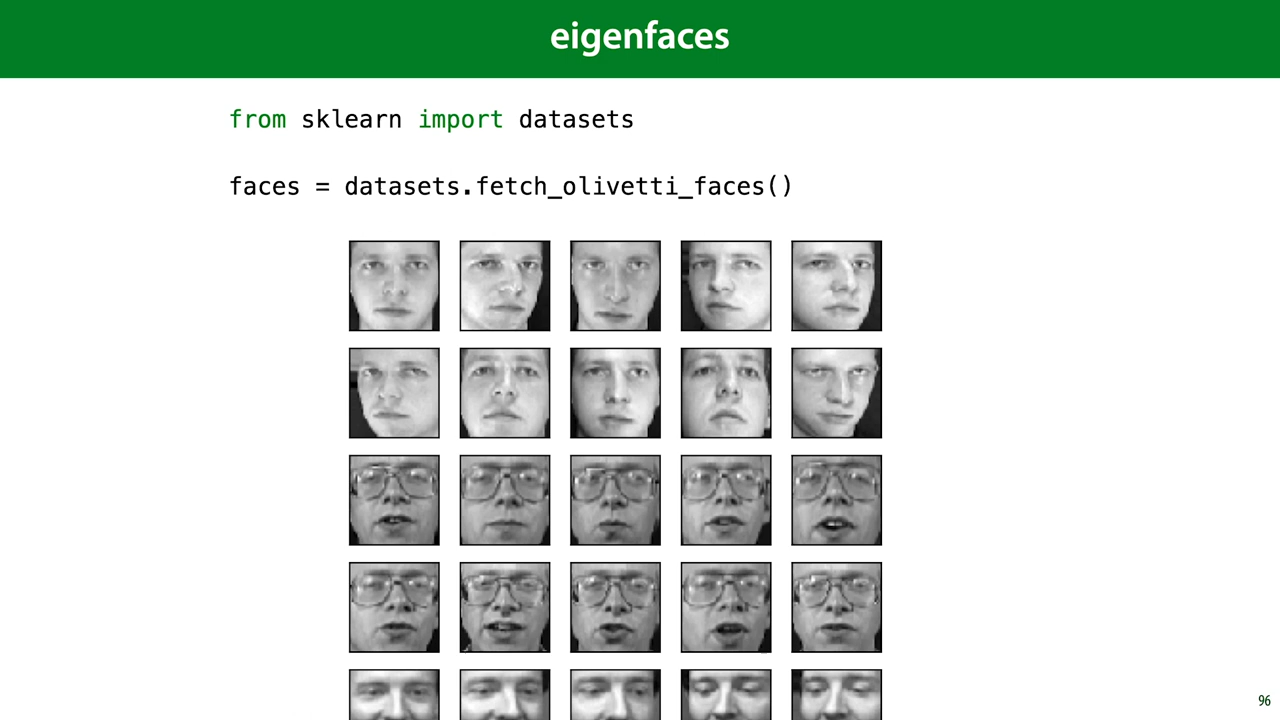 eigenfaces
from sklearn import datasets
faces = datasets.fetch_olivetti_faces()
96